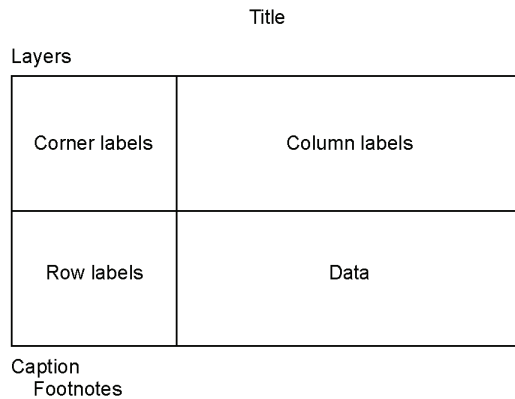 Title
Layers
Corner labels
Column labels
Row labels
Data
Caption
Footnotes